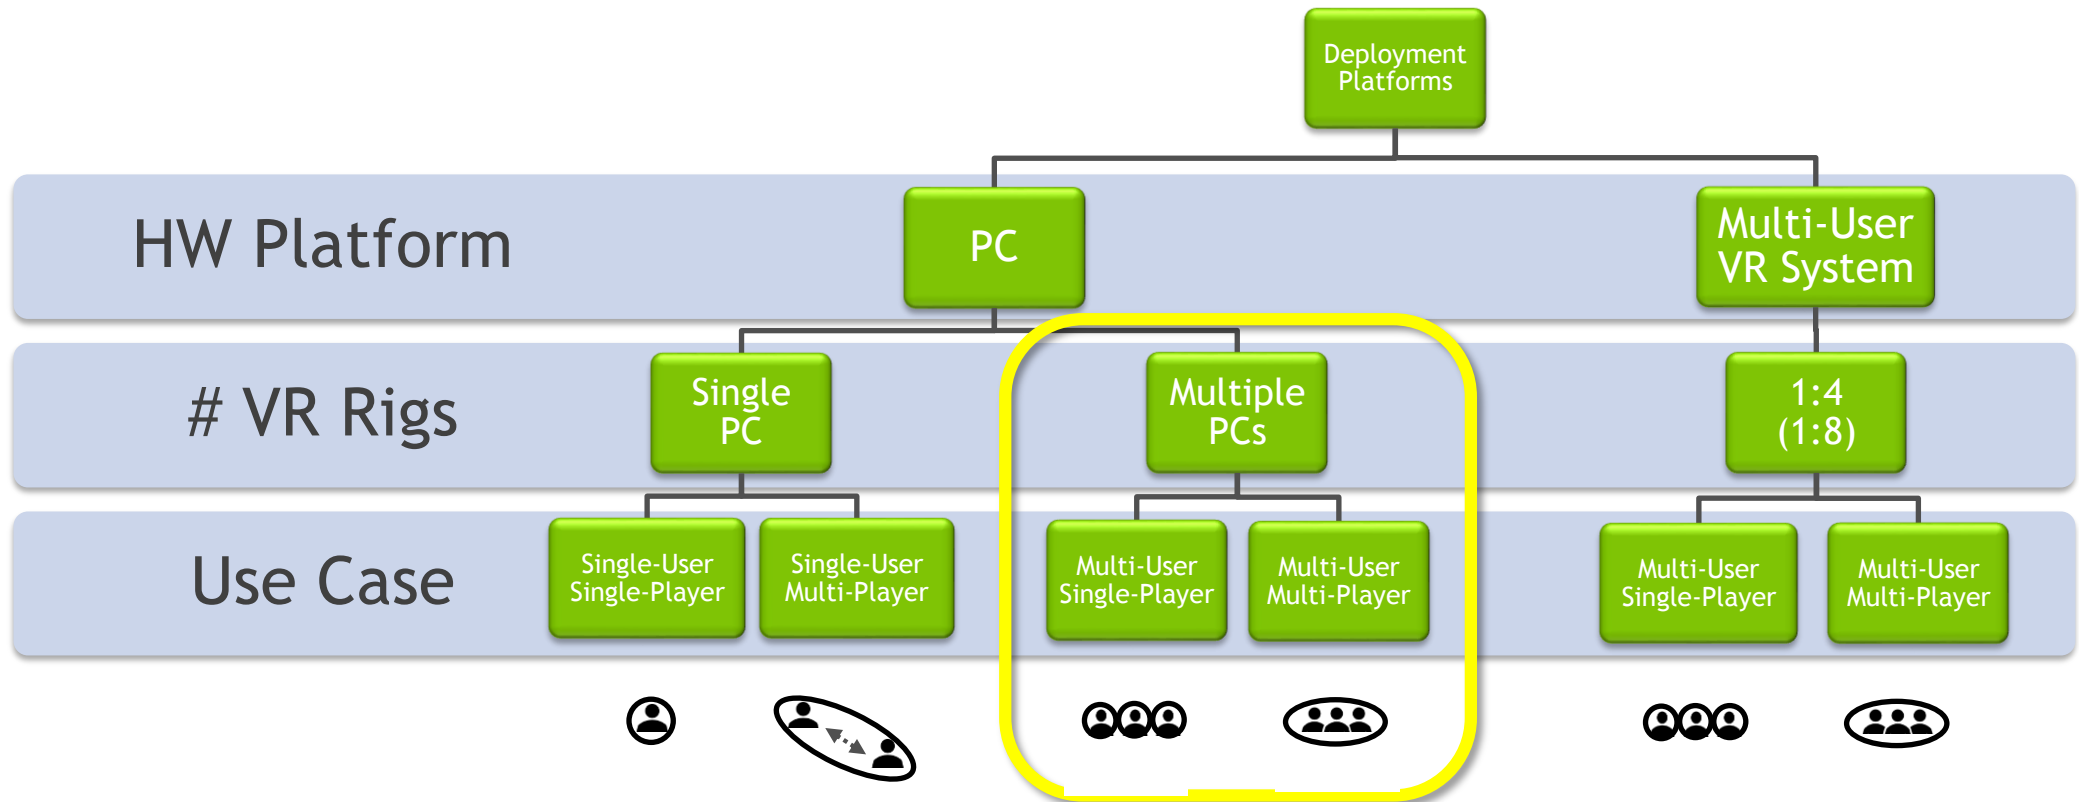 Deployment
Platforms
HW Platform
PC
Multi-User
VR System
# VR Rigs
Single
PC
Multiple
PCs
1:4
(1:8)
Use Case
Single-User
Single-Player
Single-User
Multi-Player
Multi-User
Single-Player
Multi-User
Multi-Player
Multi-User
Single-Player
Multi-User
Multi-Player